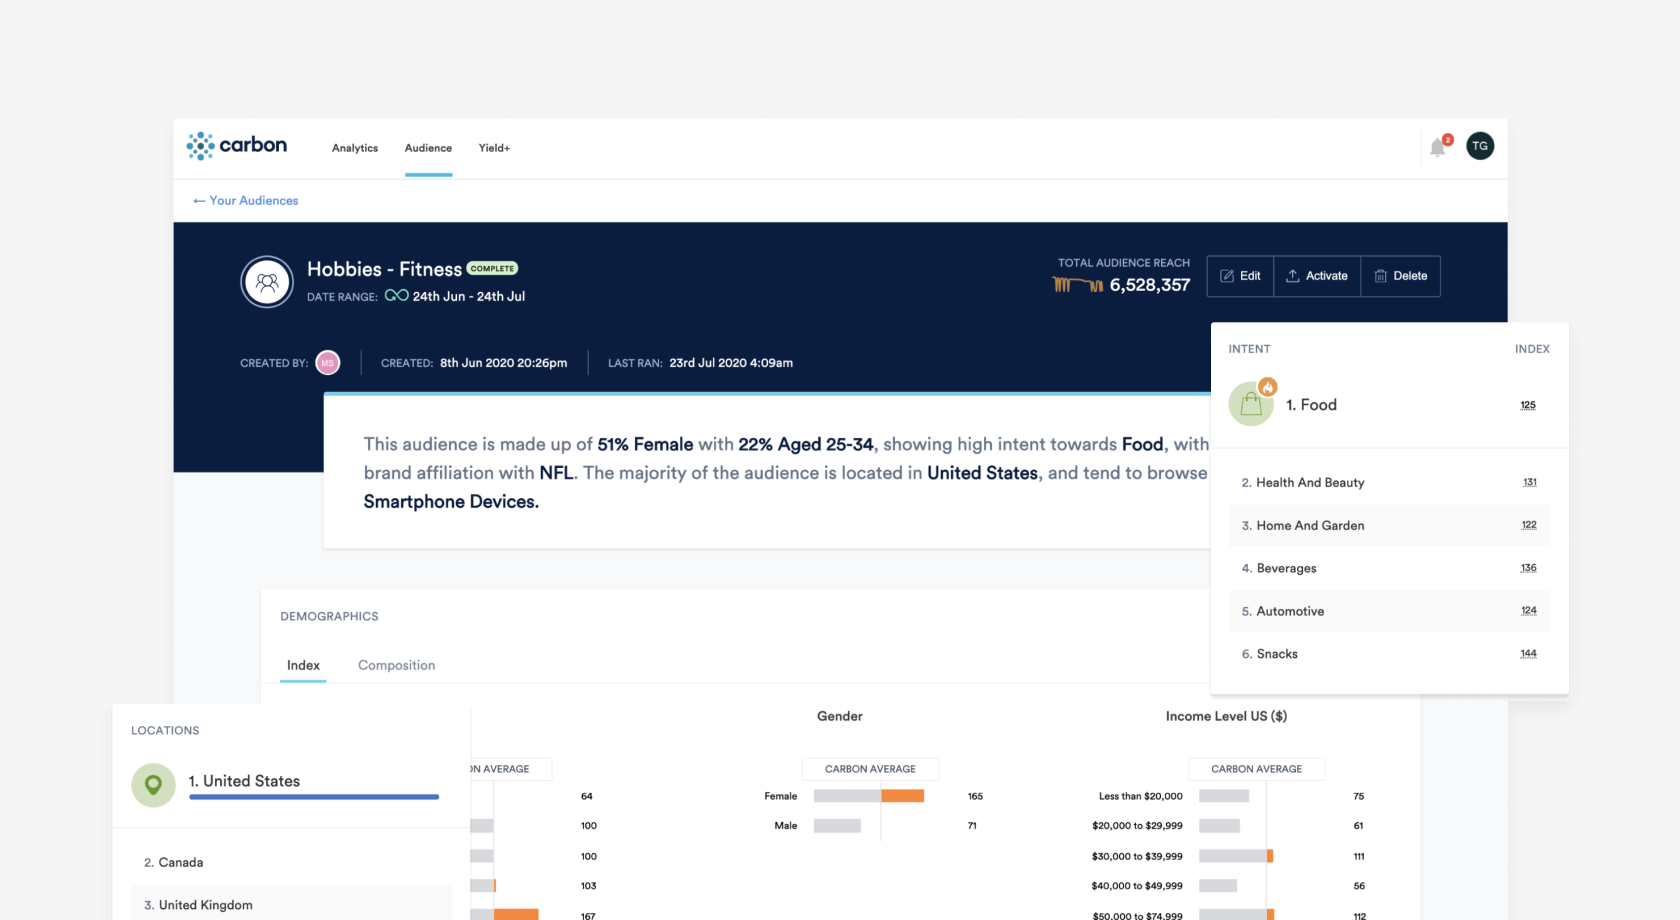 carbon
Analytics Audience Yield+
2
TG
← Your Audiences
Hobbies - Fitness COMPLETE
DATE RANGE: 24th Jun - 24th Jul
TOTAL AUDIENCE REACH
6,528,357
Edit Activate Delete
CREATED BY: MS CREATED: 8th Jun 2020 20:26pm LAST RAN: 23rd Jul 2020 4:09am
This audience is made up of 51% Female with 22% Aged 25-34, showing high intent towards Food, with
brand affiliation with NFL. The majority of the audience is located in United States, and tend to browse
Smartphone Devices.
INTENT INDEX
1. Food 125
2. Health And Beauty 131
3. Home And Garden 122
4. Beverages 136
5. Automotive 124
6. Snacks 144
DEMOGRAPHICS
Index Composition
LOCATIONS
1. United States
2. Canada
3. United Kingdom
ON AVERAGE
64
100
100
103
167
Gender
CARBON AVERAGE
Female 165
Male 71
Income Level US ($)
CARBON AVERAGE
Less than $20,000 75
$20,000 to $29,999 61
$30,000 to $39,999 111
$40,000 to $49,999 56
$50,000 to $74,999 112